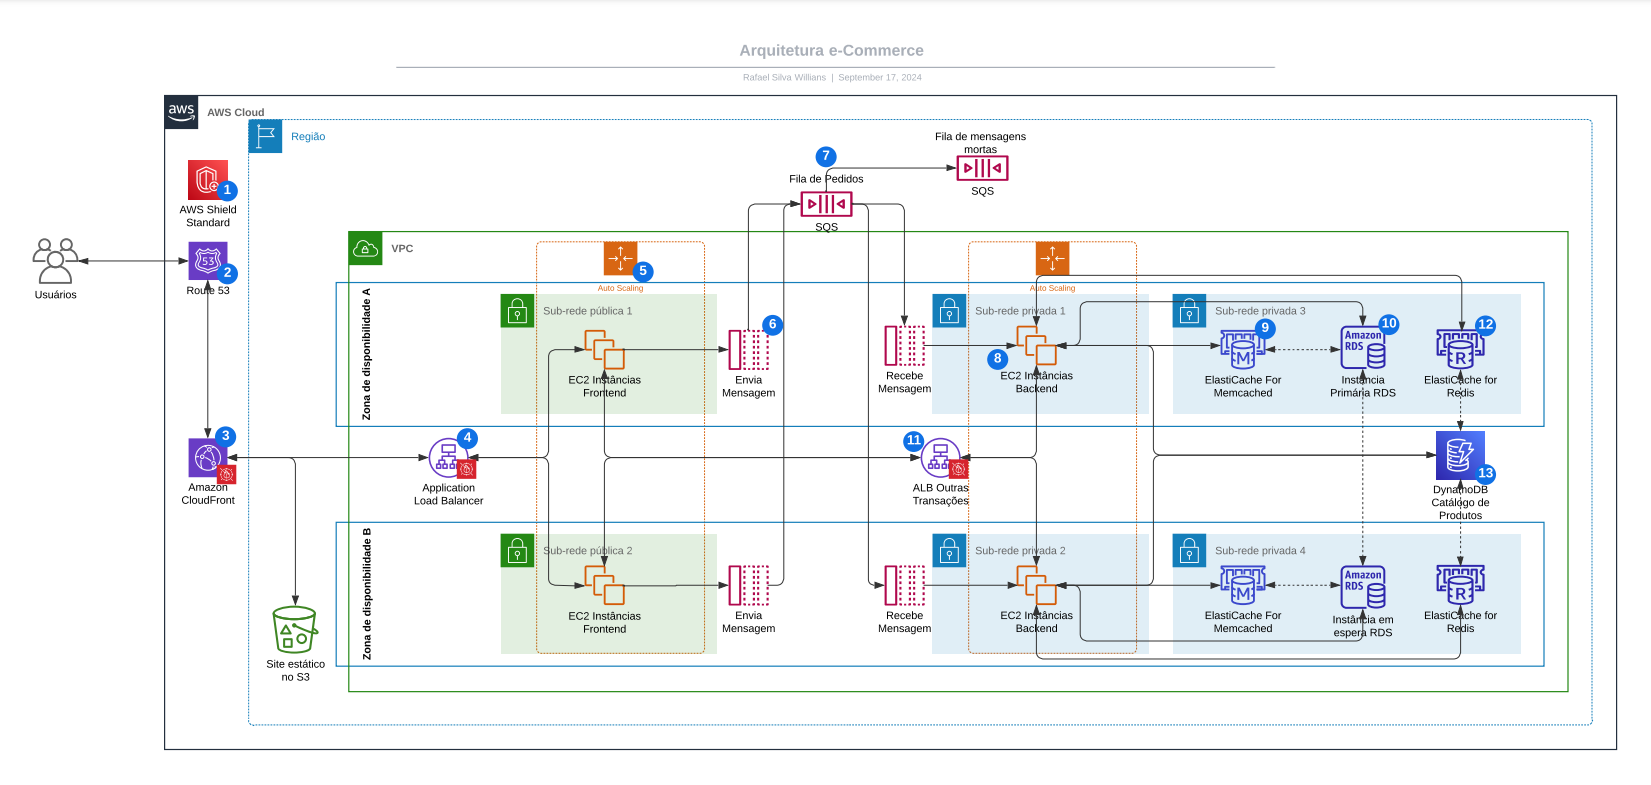 Arquitetura e-Commerce
Rafael Silva Willians | September 17, 2024
aws
AWS Cloud
Região
Fila de mensagens
mortas
7
Fila de Pedidos
SQS
SQS
1
AWS Shield
Standard
53
2
Route 53
Usuários
VPC
5
Auto Scaling
Auto Scaling
Zona de disponibilidade A
Sub-rede pública 1
EC2 Instâncias
Frontend
6
Envia
Mensagem
Recebe
Mensagem
Sub-rede privada 1
8
EC2 Instâncias
Backend
Sub-rede privada 3
9
M
ElastiCache For
Memcached
10
Amazon
RDS
Instância
Primária RDS
12
R
ElastiCache for
Redis
3
Amazon
CloudFront
4
Application
Load Balancer
11
ALB Outras
Transações
13
DynamoDB
Catálogo de
Produtos
Zona de disponibilidade B
Sub-rede pública 2
EC2 Instâncias
Frontend
Envia
Mensagem
Recebe
Mensagem
Sub-rede privada 2
EC2 Instâncias
Backend
Sub-rede privada 4
M
ElastiCache For
Memcached
Amazon
RDS
Instância em
espera RDS
R
ElastiCache for
Redis
Site estático
no S3